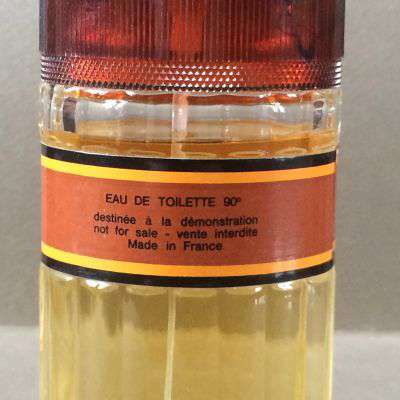 EAU DE TOILETTE 90°
destinée à la démonstration
not for sale - vente interdite
Made in France